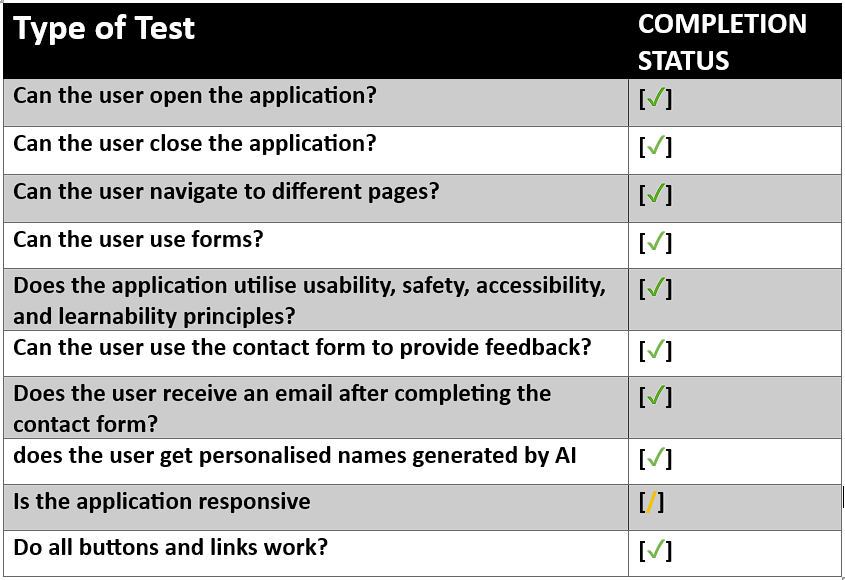 Type of Test
COMPLETION
STATUS
Can the user open the application?
[✓]
Can the user close the application?
[✓]
Can the user navigate to different pages?
[✓]
Can the user use forms?
[✓]
Does the application utilise usability, safety, accessibility,
and learnability principles?
[✓]
Can the user use the contact form to provide feedback?
[✓]
Does the user receive an email after completing the
contact form?
[✓]
does the user get personalised names generated by AI
[✓]
Is the application responsive
[/]
Do all buttons and links work?
[✓]